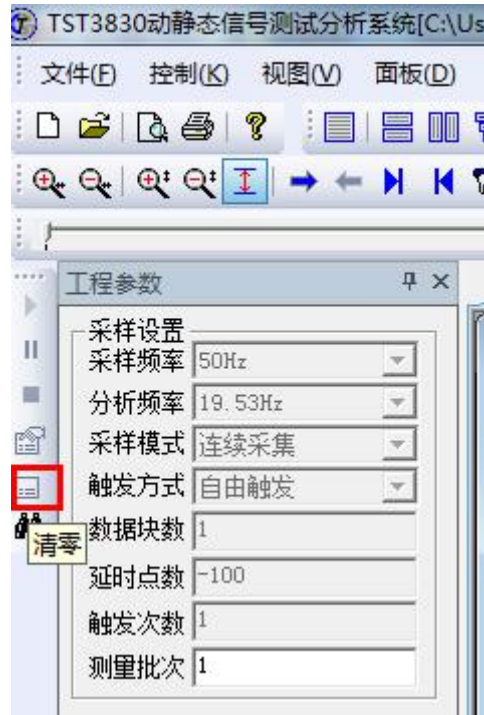 TST3830动静态信号测试分析系统[C:\Us
文件(F) 控制(K) 视图(V) 面板(D)
工程参数
采样设置
采样频率 50Hz
分析频率 19.53Hz
采样模式 连续采集
触发方式 自由触发
数据块数 1
清零
延时点数 -100
触发次数 1
测量批次 1